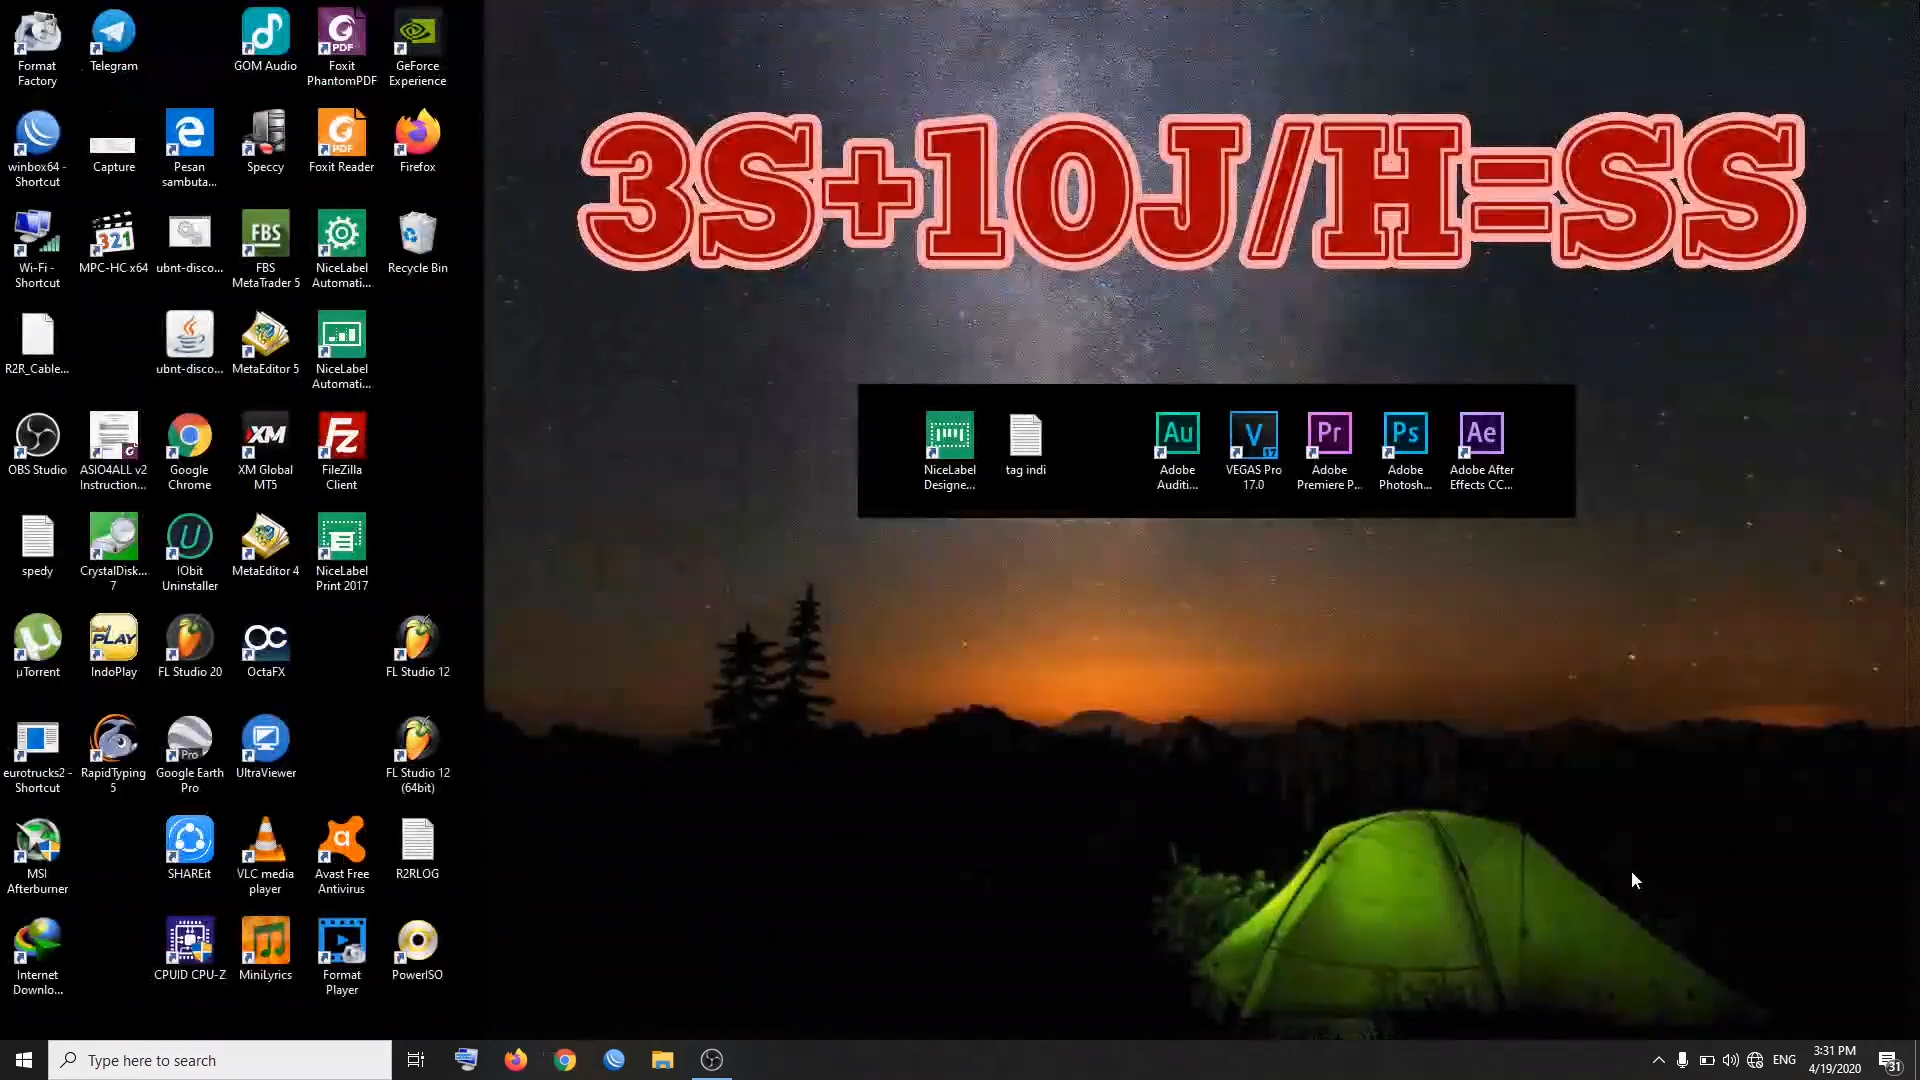 Format
Factory
Telegram
GOM Audio
Foxit
PhantomPDF
GeForce
Experience
winbox64 -
Shortcut
Capture
Pesan
sambuta...
Speccy
Foxit Reader
Firefox
Wi-Fi -
Shortcut
MPC-HC x64
ubnt-disco...
FBS
MetaTrader 5
NiceLabel
Automati...
Recycle Bin
R2R_Cable...
ubnt-disco...
MetaEditor 5
NiceLabel
Automati...
OBS Studio
ASIO4ALL v2
Instruction...
Google
Chrome
XM Global
MT5
FileZilla
Client
spedy
CrystalDisk...
7
IObit
Uninstaller
MetaEditor 4
NiceLabel
Print 2017
µTorrent
IndoPlay
FL Studio 20
OctaFX
FL Studio 12
eurotrucks2 -
Shortcut
RapidTyping
5
Google Earth
Pro
UltraViewer
FL Studio 12
(64bit)
MSI
Afterburner
SHAREit
VLC media
player
Avast Free
Antivirus
R2RLOG
Internet
Downlo...
CPUID CPU-Z
MiniLyrics
Format
Player
PowerISO
3S+10J/H=SS
NiceLabel
Designe...
tag indi
Adobe
Auditi...
VEGAS Pro
17.0
Adobe
Premiere P...
Adobe
Photosh...
Adobe After
Effects CC...
Type here to search
ENG
3:31 PM
4/19/2020
31